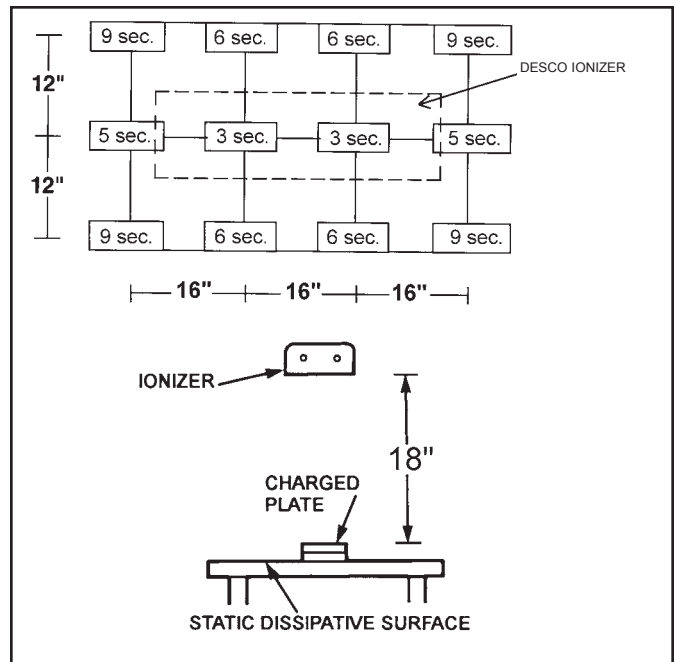 9 sec. 6 sec. 6 sec. 9 sec.
DESCO IONIZER
12"
5 sec. 3 sec. 3 sec. 5 sec.
12"
9 sec. 6 sec. 6 sec. 9 sec.
16" 16" 16"
IONIZER
18"
CHARGED
PLATE
STATIC DISSIPATIVE SURFACE